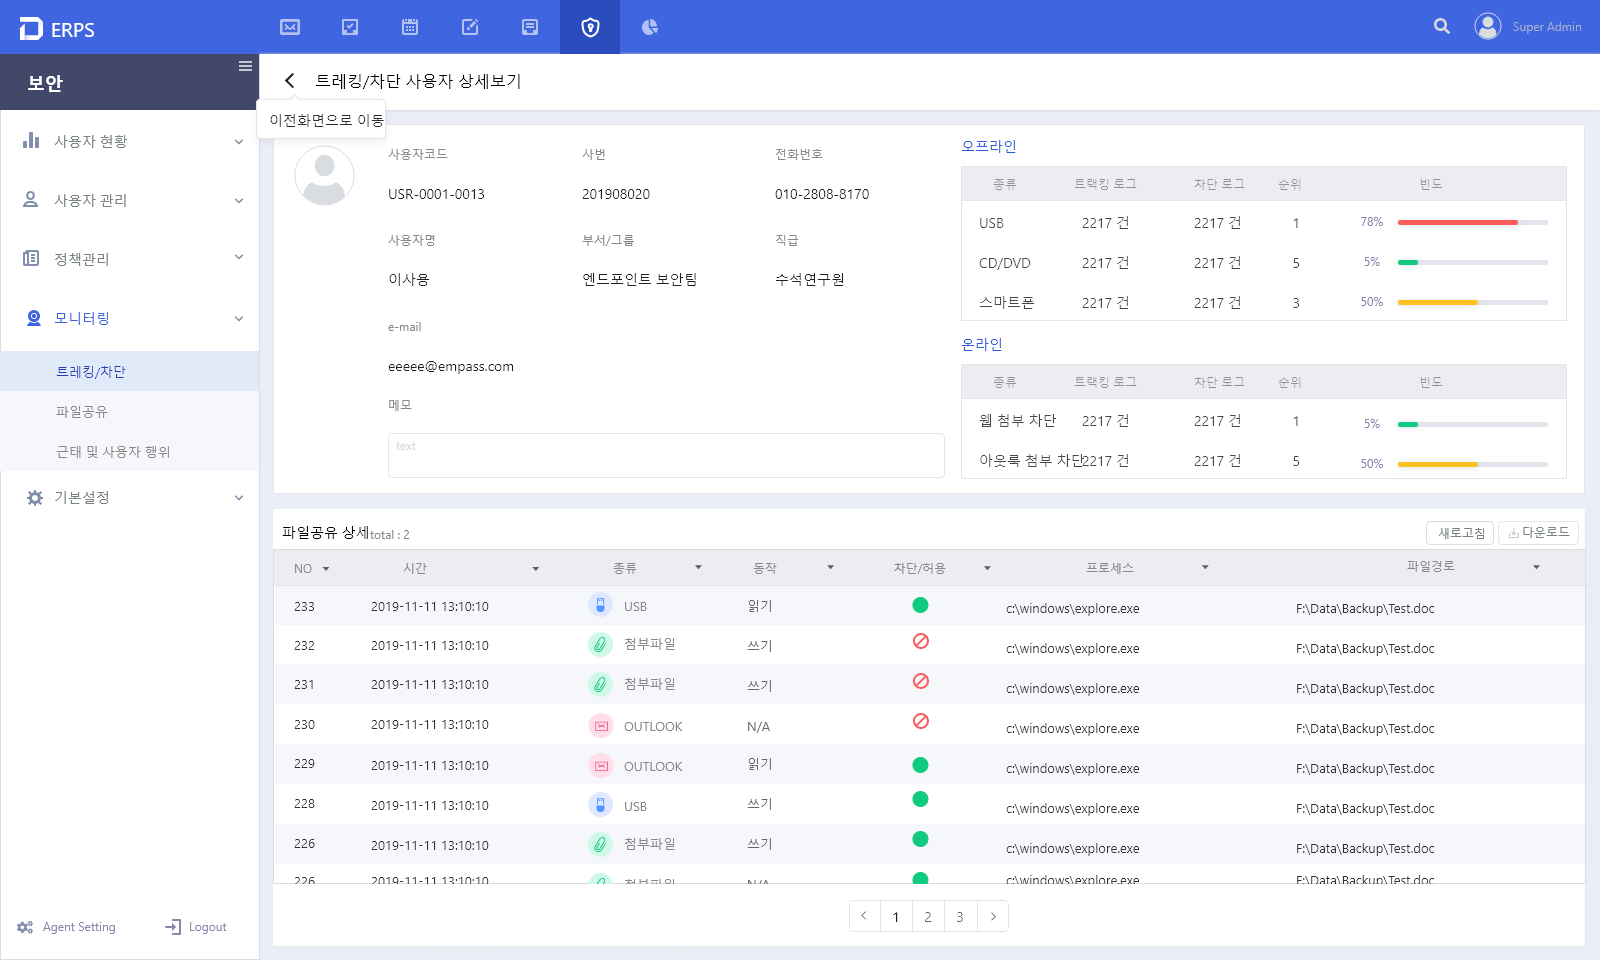 ERPS
Super Admin
보안
트레킹/차단 사용자 상세보기
이전화면으로 이동
사용자 현황
사용자 관리
정책관리
모니터링
트레킹/차단
파일공유
근태 및 사용자 행위
기본설정
Agent Setting
Logout
사용자코드 사번 전화번호
USR-0001-0013 201908020 010-2808-8170
사용자명 부서/그룹 직급
이사용 엔드포인트 보안팀 수석연구원
e-mail
eeeee@empass.com
메모
text
오프라인
종류 트랙킹 로그 차단 로그 순위 빈도
USB 2217 건 2217 건 1 78%
CD/DVD 2217 건 2217 건 5 5%
스마트폰 2217 건 2217 건 3 50%
온라인
종류 트랙킹 로그 차단 로그 순위 빈도
웹 첨부 차단 2217 건 2217 건 1 5%
아웃룩 첨부 차단 2217 건 2217 건 5 50%
파일공유 상세 total : 2
새로고침 다운로드
NO 시간 종류 동작 차단/허용 프로세스 파일경로
233 2019-11-11 13:10:10 USB 읽기 c:\windows\explore.exe F:\Data\Backup\Test.doc
232 2019-11-11 13:10:10 첨부파일 쓰기 c:\windows\explore.exe F:\Data\Backup\Test.doc
231 2019-11-11 13:10:10 첨부파일 쓰기 c:\windows\explore.exe F:\Data\Backup\Test.doc
230 2019-11-11 13:10:10 OUTLOOK N/A c:\windows\explore.exe F:\Data\Backup\Test.doc
229 2019-11-11 13:10:10 OUTLOOK 읽기 c:\windows\explore.exe F:\Data\Backup\Test.doc
228 2019-11-11 13:10:10 USB 쓰기 c:\windows\explore.exe F:\Data\Backup\Test.doc
226 2019-11-11 13:10:10 첨부파일 쓰기 c:\windows\explore.exe F:\Data\Backup\Test.doc
226 2019-11-11 13:10:10 첨부파일 N/A c:\windows\explore.exe F:\Data\Backup\Test.doc
1 2 3